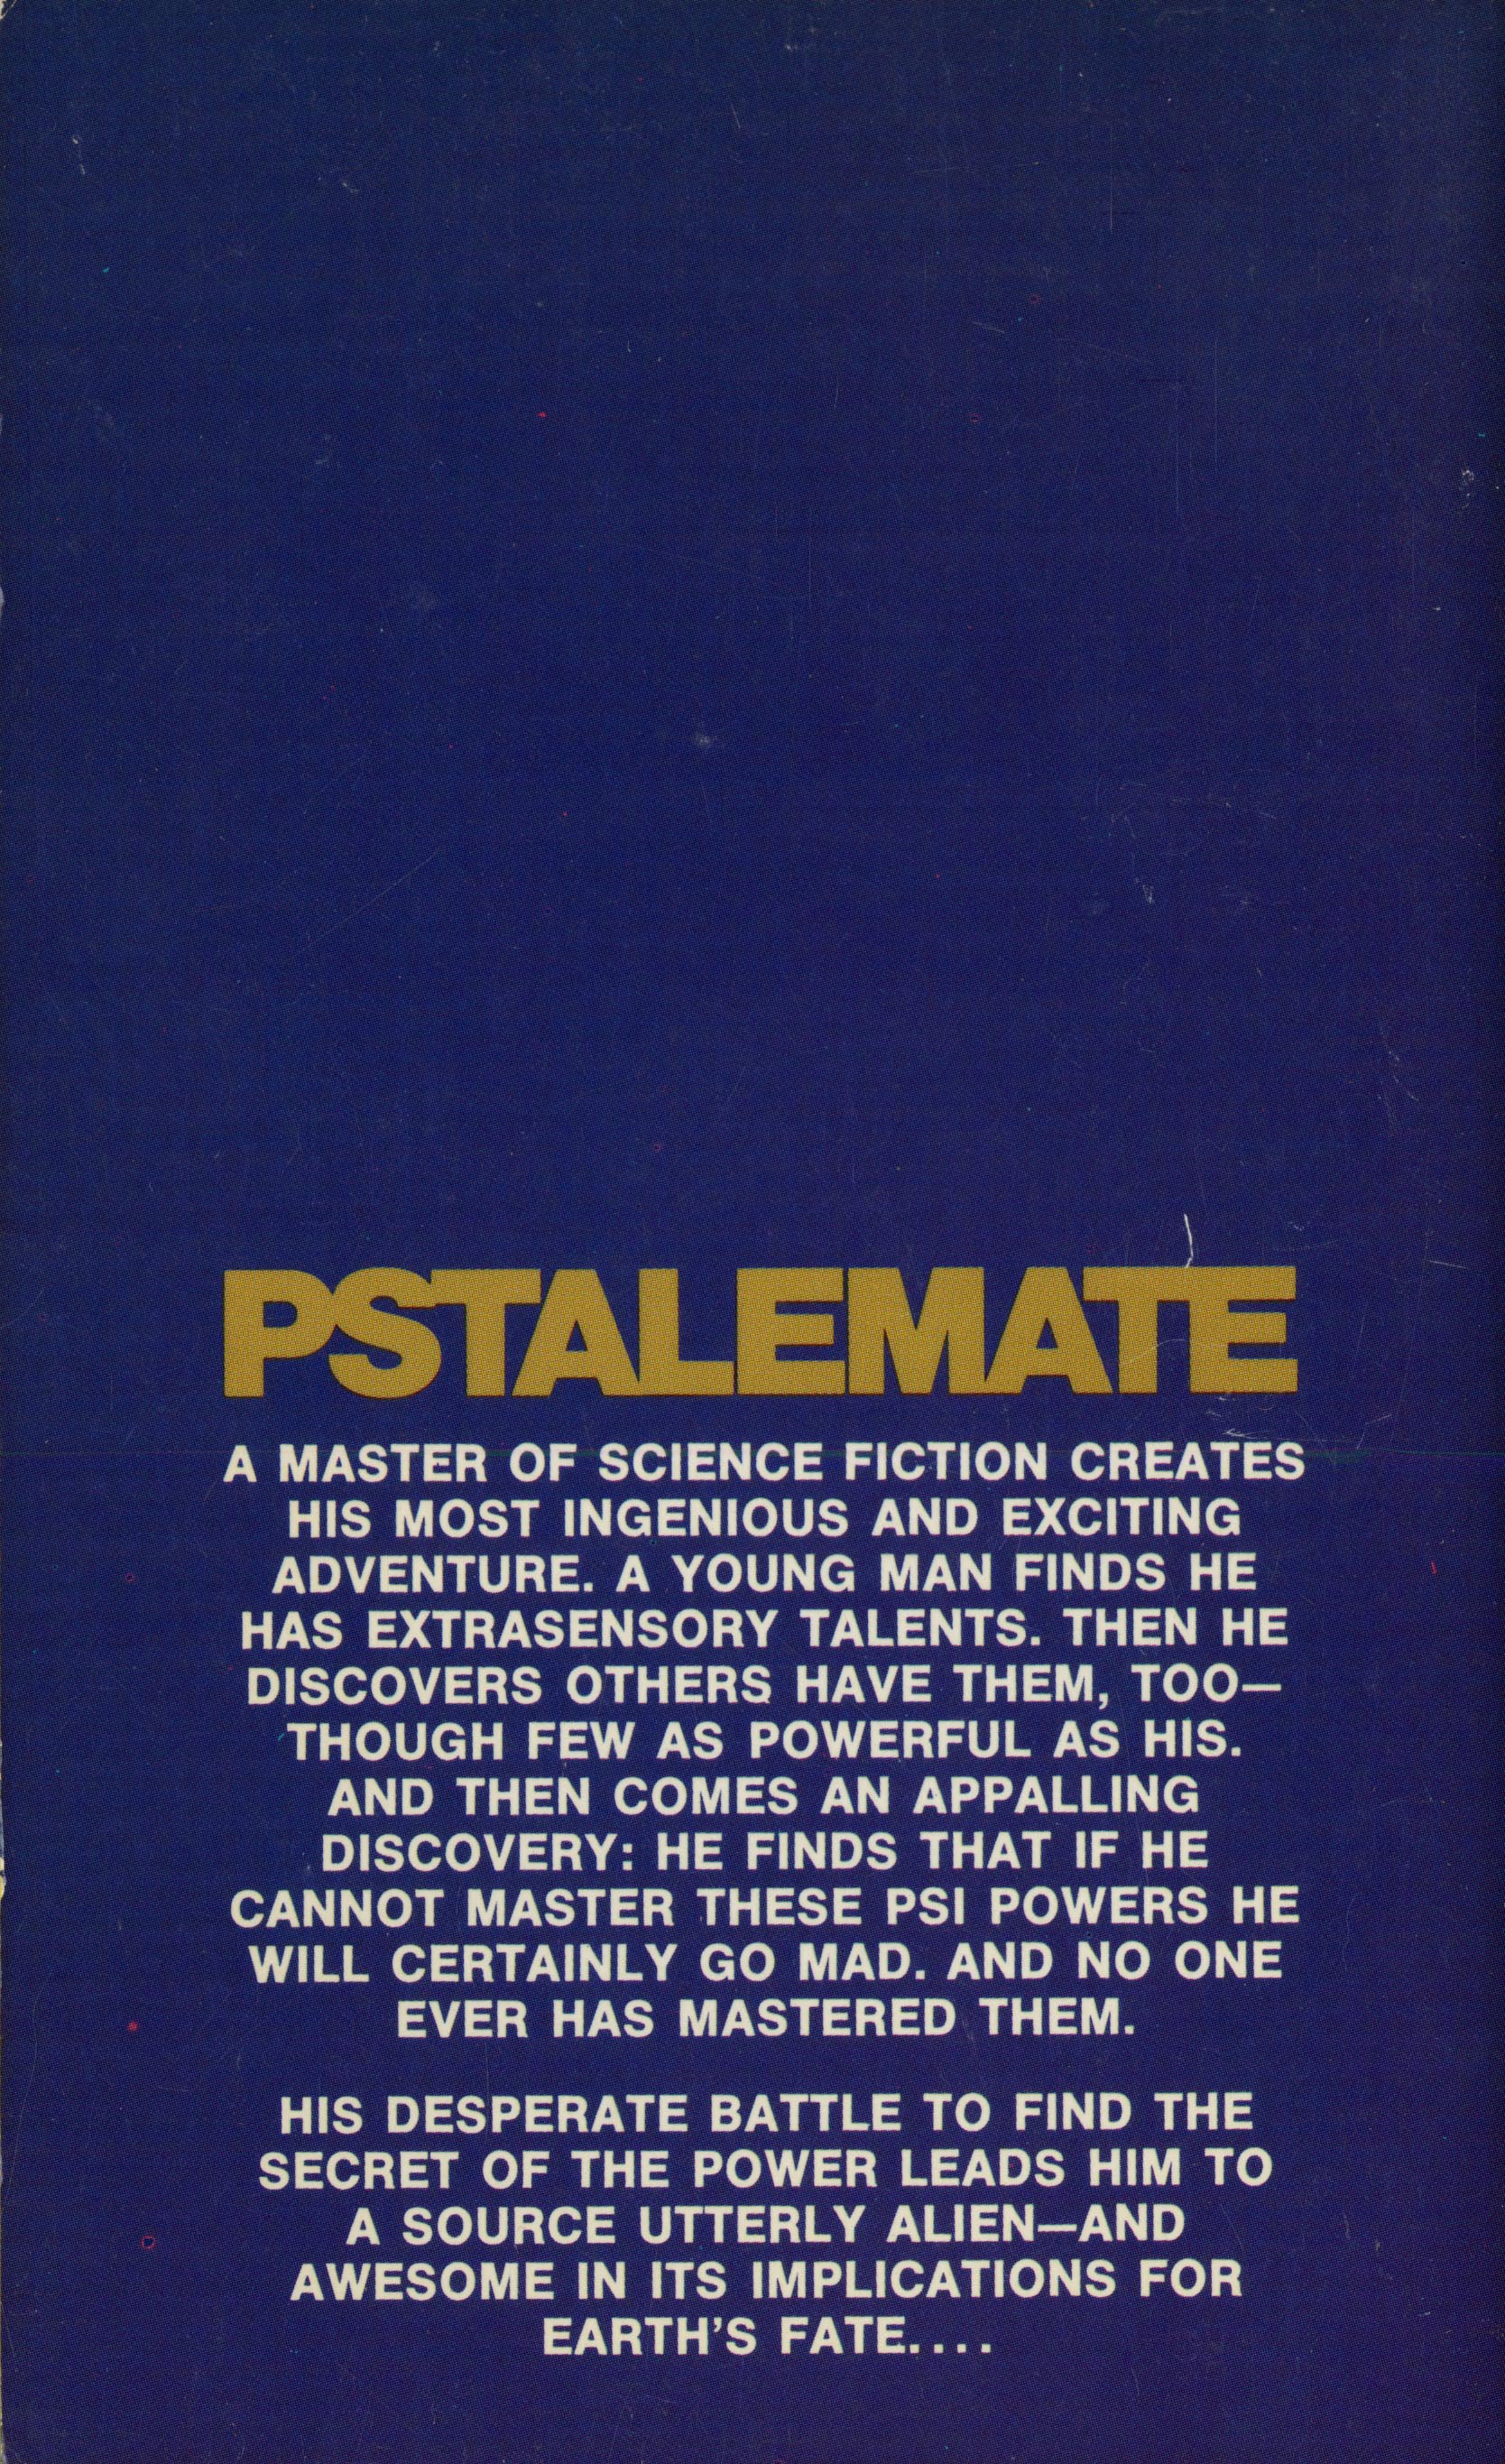 PSTALEMATE
A MASTER OF SCIENCE FICTION CREATES
HIS MOST INGENIOUS AND EXCITING
ADVENTURE. A YOUNG MAN FINDS HE
HAS EXTRASENSORY TALENTS. THEN HE
DISCOVERS OTHERS HAVE THEM, TOO—
THOUGH FEW AS POWERFUL AS HIS.
AND THEN COMES AN APPALLING
DISCOVERY: HE FINDS THAT IF HE
CANNOT MASTER THESE PSI POWERS HE
WILL CERTAINLY GO MAD. AND NO ONE
EVER HAS MASTERED THEM.
HIS DESPERATE BATTLE TO FIND THE
SECRET OF THE POWER LEADS HIM TO
A SOURCE UTTERLY ALIEN—AND
AWESOME IN ITS IMPLICATIONS FOR
EARTH'S FATE....